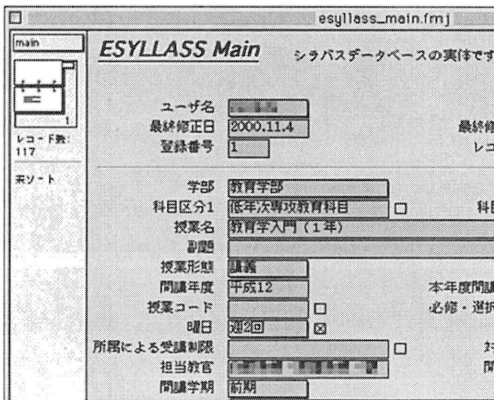 esyllass_main.fmj
main
1
レコード数:
117
未ソート
ESYLLASS Main
シラバスデータベースの実体です
ユーザ名
最終修正日 2000.11.4 最終修
登録番号 1 レコ
学部 教育学部
科目区分1 低年次専攻教育科目 科目
授業名 教育学入門（1年）
副題
授業形態 講義
開講年度 平成12 本年度開講
授業コード 必修・選択
曜日 週2回
所属による受講制限
担当教官
開講学期 前期